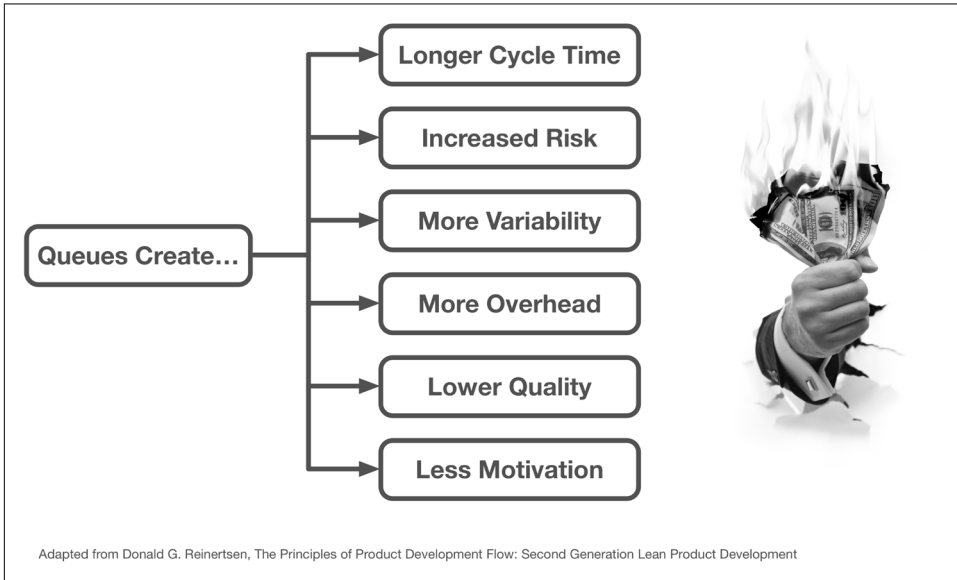 Queues Create...
Longer Cycle Time
Increased Risk
More Variability
More Overhead
Lower Quality
Less Motivation
Adapted from Donald G. Reinertsen, The Principles of Product Development Flow: Second Generation Lean Product Development